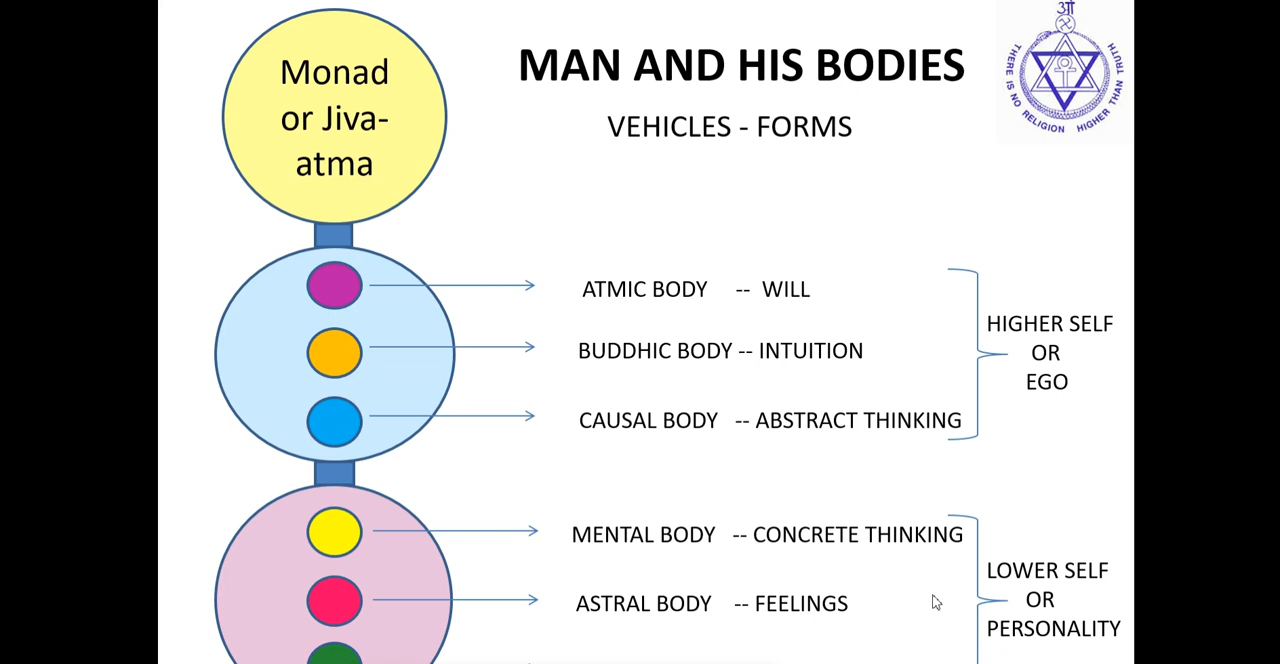 Monad
or Jiva-
atma
MAN AND HIS BODIES
VEHICLES - FORMS
ओं
THERE IS NO RELIGION HIGHER THAN TRUTH
ATMIC BODY -- WILL
BUDDHIC BODY -- INTUITION
CAUSAL BODY -- ABSTRACT THINKING
HIGHER SELF
OR
EGO
MENTAL BODY -- CONCRETE THINKING
ASTRAL BODY -- FEELINGS
LOWER SELF
OR
PERSONALITY